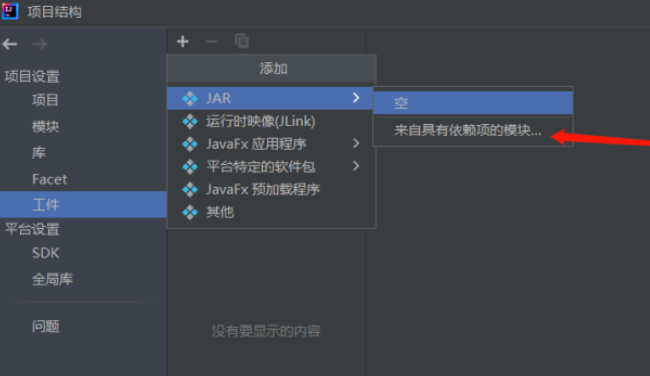 项目结构
项目设置
项目
模块
库
Facet
工件
平台设置
SDK
全局库
问题
添加
JAR
运行时映像(JLink)
JavaFx 应用程序
平台特定的软件包
JavaFx 预加载程序
其他
空
来自具有依赖项的模块...
没有要显示的内容